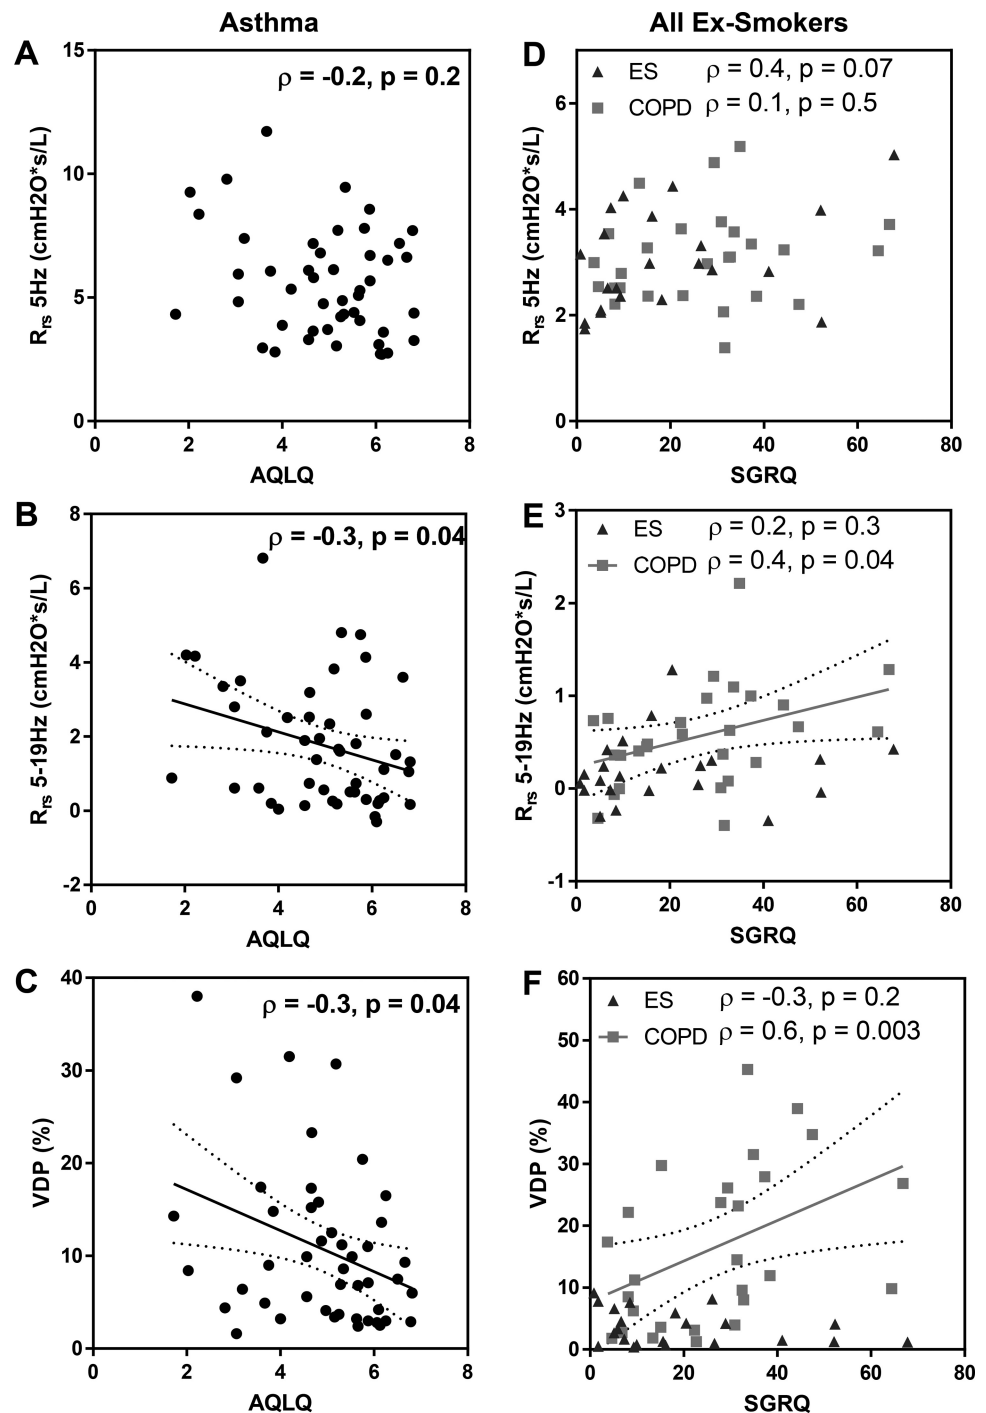 Asthma
All Ex-Smokers
A
15
10
5
0
Rrs 5Hz (cmH2O*s/L)
ρ = -0.2, p = 0.2
0 2 4 6 8
AQLQ
D
6
4
2
0
Rrs 5Hz (cmH2O*s/L)
ES ρ = 0.4, p = 0.07
COPD ρ = 0.1, p = 0.5
0 20 40 60 80
SGRQ
B
8
6
4
2
0
-2
Rrs 5-19Hz (cmH2O*s/L)
ρ = -0.3, p = 0.04
0 2 4 6 8
AQLQ
E
3
2
1
0
-1
Rrs 5-19Hz (cmH2O*s/L)
ES ρ = 0.2, p = 0.3
COPD ρ = 0.4, p = 0.04
0 20 40 60 80
SGRQ
C
40
30
20
10
0
VDP (%)
ρ = -0.3, p = 0.04
0 2 4 6 8
AQLQ
F
60
50
40
30
20
10
0
VDP (%)
ES ρ = -0.3, p = 0.2
COPD ρ = 0.6, p = 0.003
0 20 40 60 80
SGRQ